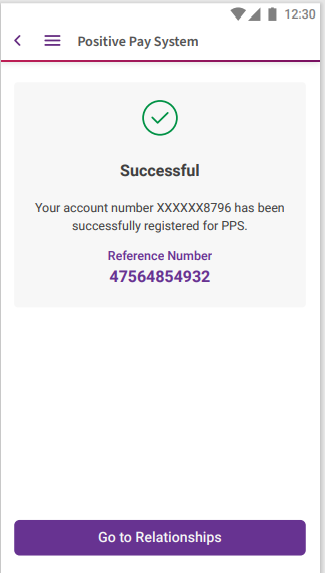 12:30
Positive Pay System
Successful
Your account number XXXXXX8796 has been
successfully registered for PPS.
Reference Number
47564854932
Go to Relationships